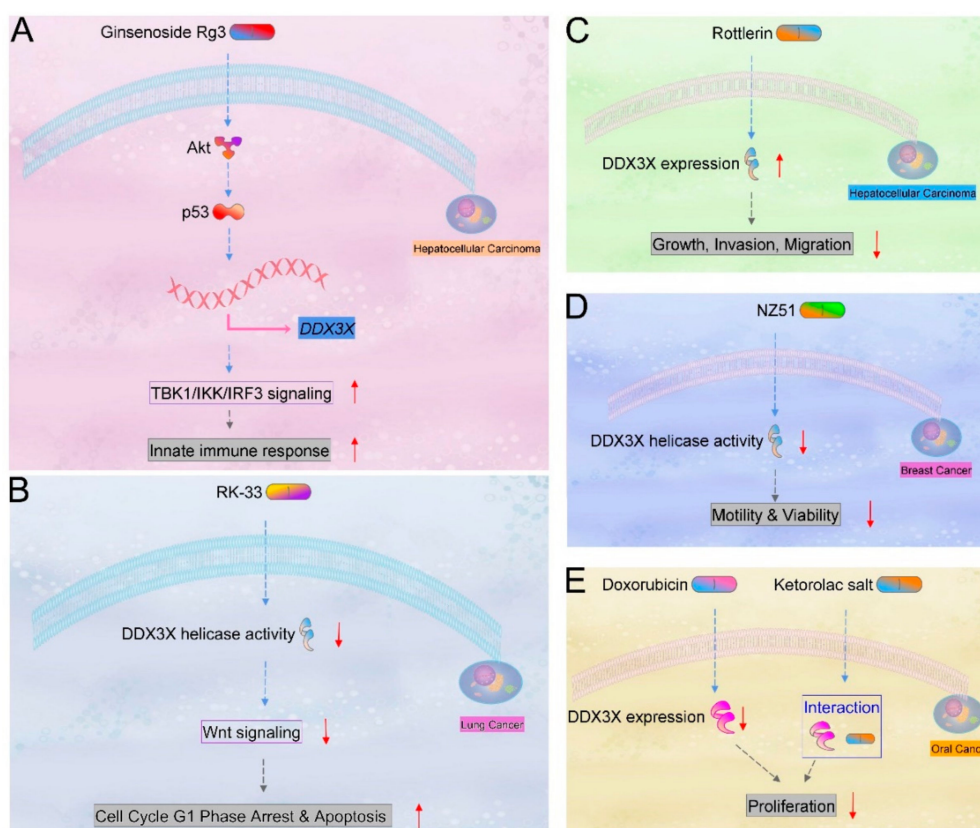 A
Ginsenoside Rg3
Akt
p53
Hepatocellular Carcinoma
DDX3X
TBK1/IKK/IRF3 signaling
Innate immune response
B
RK-33
DDX3X helicase activity
Lung Cancer
Wnt signaling
Cell Cycle G1 Phase Arrest & Apoptosis
C
Rottlerin
DDX3X expression
Hepatocellular Carcinoma
Growth, Invasion, Migration
D
NZ51
DDX3X helicase activity
Breast Cancer
Motility & Viability
E
Doxorubicin
Ketorolac salt
DDX3X expression
Interaction
Oral Canc
Proliferation